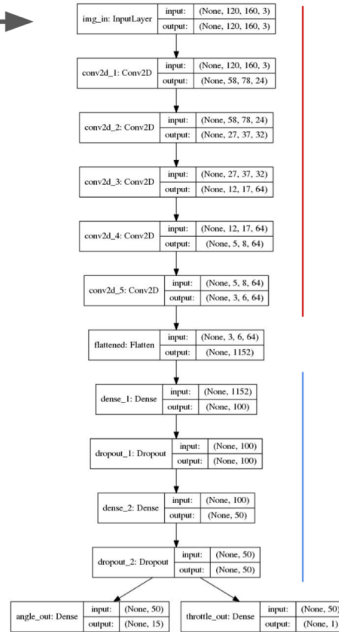 img_in: InputLayer input: (None, 120, 160, 3)
output: (None, 120, 160, 3)
conv2d_1: Conv2D input: (None, 120, 160, 3)
output: (None, 58, 78, 24)
conv2d_2: Conv2D input: (None, 58, 78, 24)
output: (None, 27, 37, 32)
conv2d_3: Conv2D input: (None, 27, 37, 32)
output: (None, 12, 17, 64)
conv2d_4: Conv2D input: (None, 12, 17, 64)
output: (None, 5, 8, 64)
conv2d_5: Conv2D input: (None, 5, 8, 64)
output: (None, 3, 6, 64)
flattened: Flatten input: (None, 3, 6, 64)
output: (None, 1152)
dense_1: Dense input: (None, 1152)
output: (None, 100)
dropout_1: Dropout input: (None, 100)
output: (None, 100)
dense_2: Dense input: (None, 100)
output: (None, 50)
dropout_2: Dropout input: (None, 50)
output: (None, 50)
angle_out: Dense input: (None, 50)
output: (None, 15)
throttle_out: Dense input: (None, 50)
output: (None, 1)